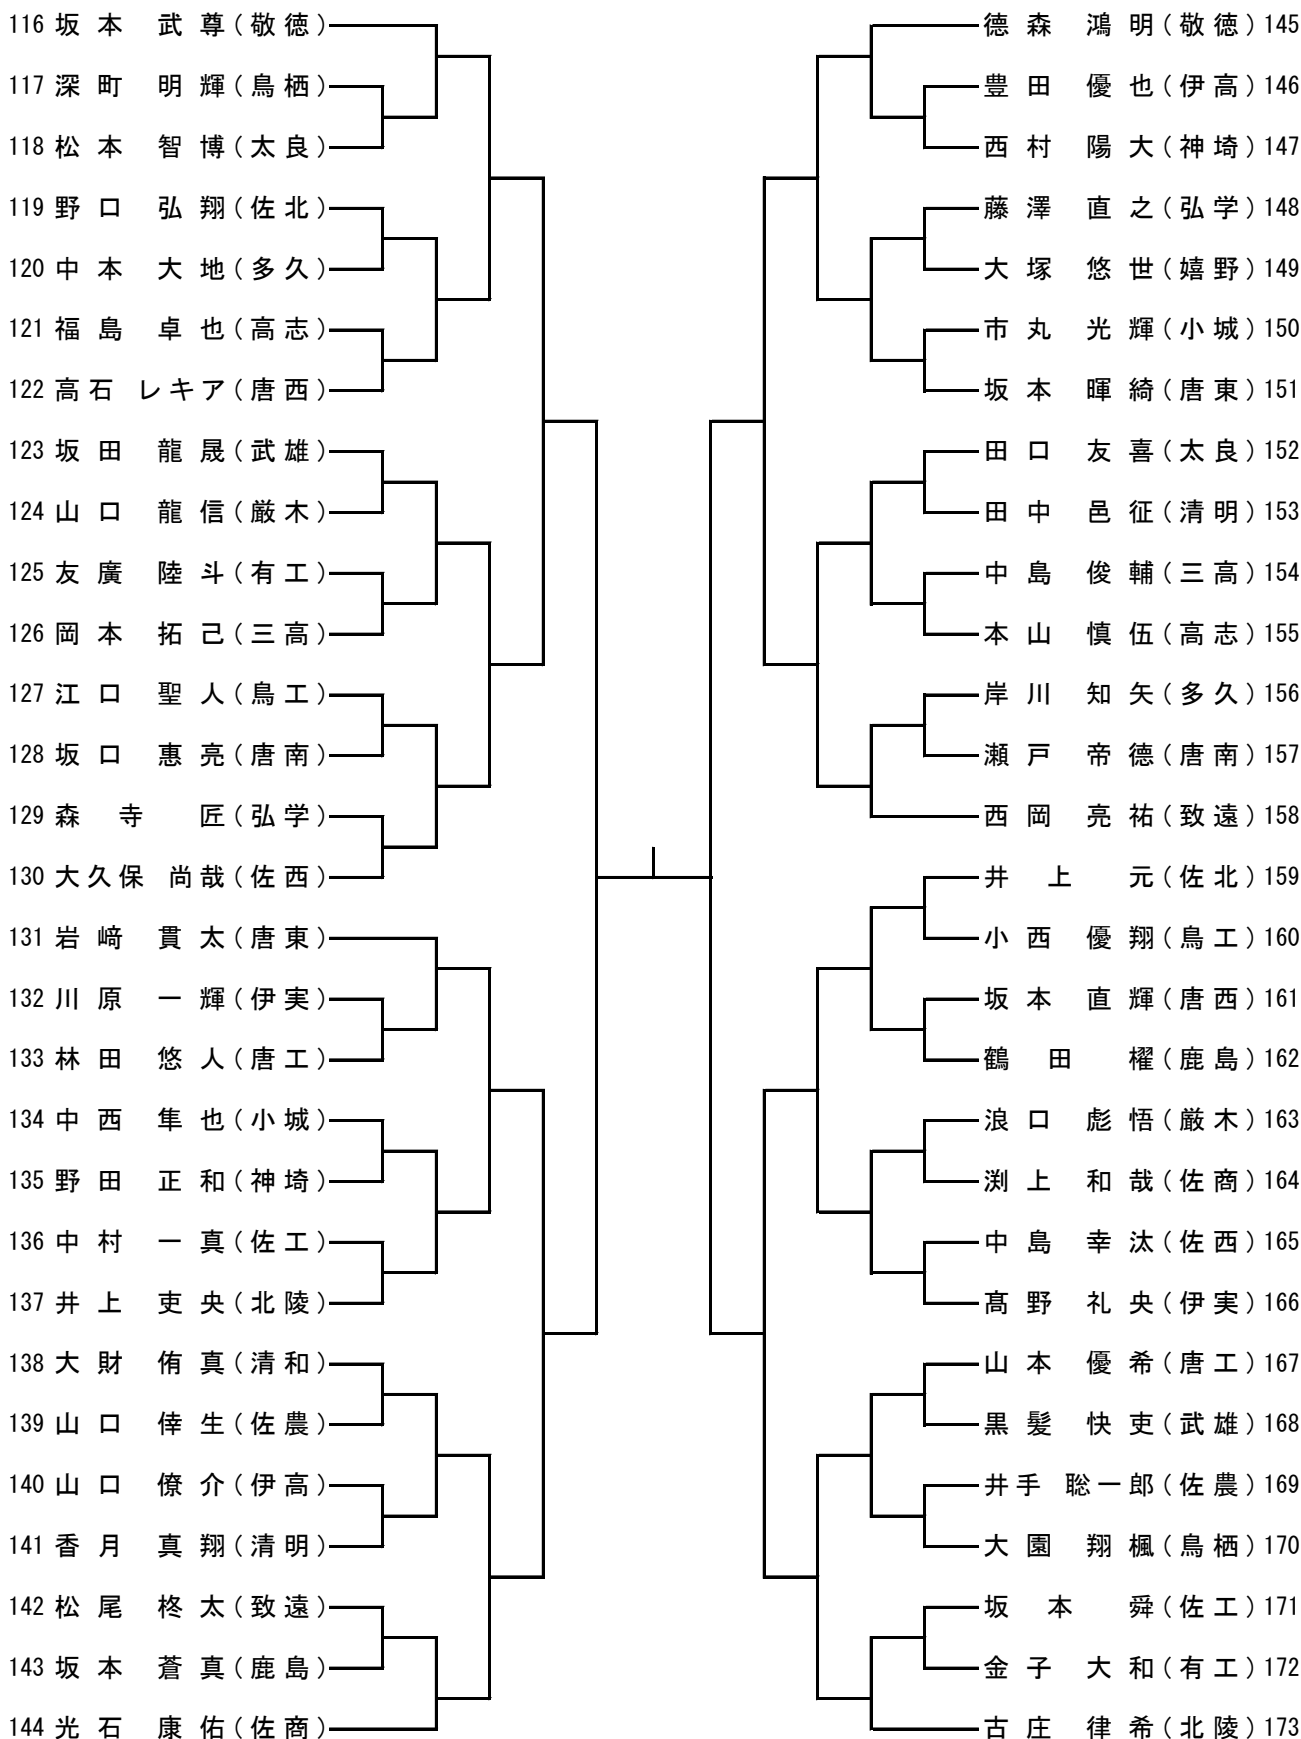 116 坂本 武尊(敬徳)
117 深町 明輝(鳥栖)
118 松本 智博(太良)
119 野口 弘翔(佐北)
120 中本 大地(多久)
121 福島 卓也(高志)
122 高石 レキア(唐西)
123 坂田 龍晟(武雄)
124 山口 龍信(厳木)
125 友廣 陸斗(有工)
126 岡本 拓己(三高)
127 江口 聖人(鳥工)
128 坂口 惠亮(唐南)
129 森寺 匠(弘学)
130 大久保 尚哉(佐西)
131 岩﨑 貫太(唐東)
132 川原 一輝(伊実)
133 林田 悠人(唐工)
134 中西 隼也(小城)
135 野田 正和(神埼)
136 中村 一真(佐工)
137 井上 吏央(北陵)
138 大財 侑真(清和)
139 山口 倖生(佐農)
140 山口 僚介(伊高)
141 香月 真翔(清明)
142 松尾 柊太(致遠)
143 坂本 蒼真(鹿島)
144 光石 康佑(佐商)
德森 鴻明(敬徳)145
豊田 優也(伊高)146
西村 陽大(神埼)147
藤澤 直之(弘学)148
大塚 悠世(嬉野)149
市丸 光輝(小城)150
坂本 暉綺(唐東)151
田口 友喜(太良)152
田中 邑征(清明)153
中島 俊輔(三高)154
本山 慎伍(高志)155
岸川 知矢(多久)156
瀬戸 帝德(唐南)157
西岡 亮祐(致遠)158
井上 元(佐北)159
小西 優翔(鳥工)160
坂本 直輝(唐西)161
鶴田 櫂(鹿島)162
浪口 彪悟(厳木)163
渕上 和哉(佐商)164
中島 幸汰(佐西)165
髙野 礼央(伊実)166
山本 優希(唐工)167
黒髪 快吏(武雄)168
井手 聡一郎(佐農)169
大園 翔楓(鳥栖)170
坂本 舜(佐工)171
金子 大和(有工)172
古庄 律希(北陵)173